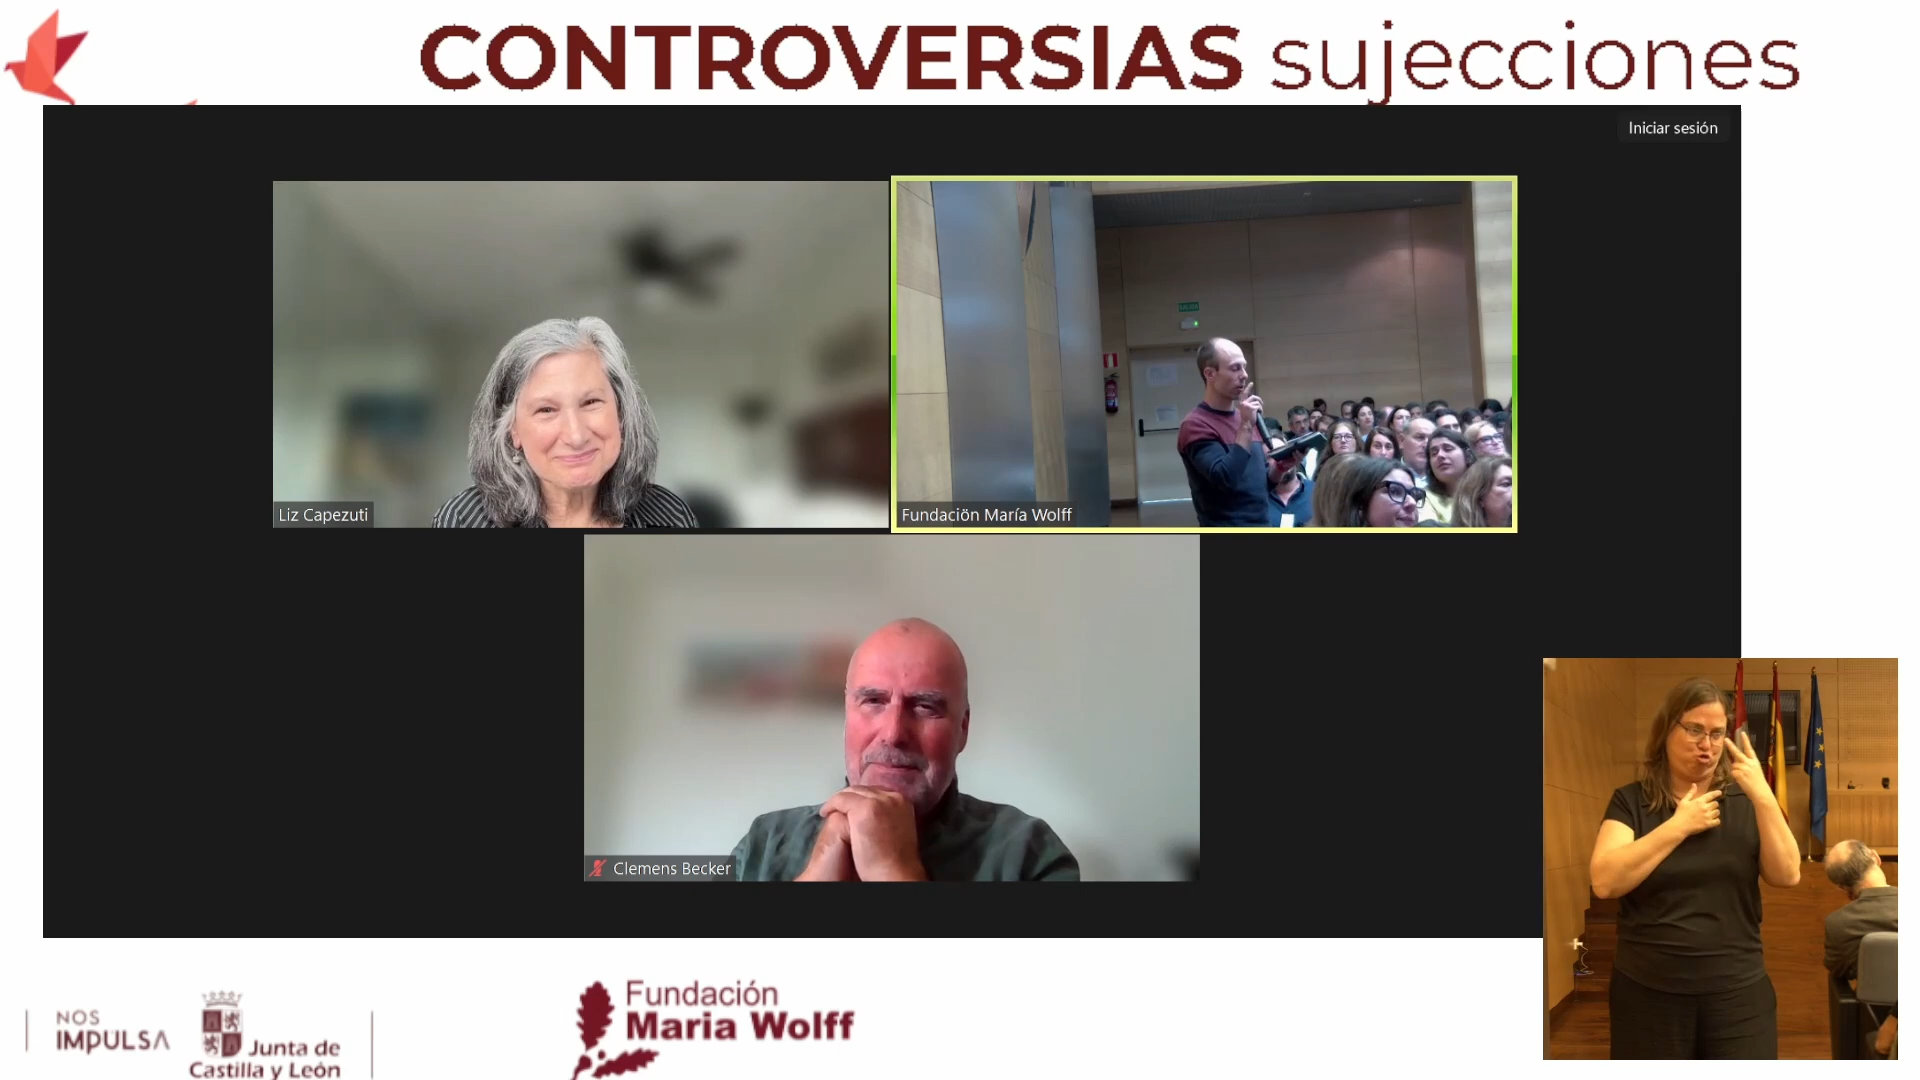 CONTROVERSIAS sujecciones
Iniciar sesión
Liz Capezuti
Fundaciön María Wolff
Clemens Becker
NOS
IMPULSA
Junta de
Castilla y León
Fundación
Maria Wolff